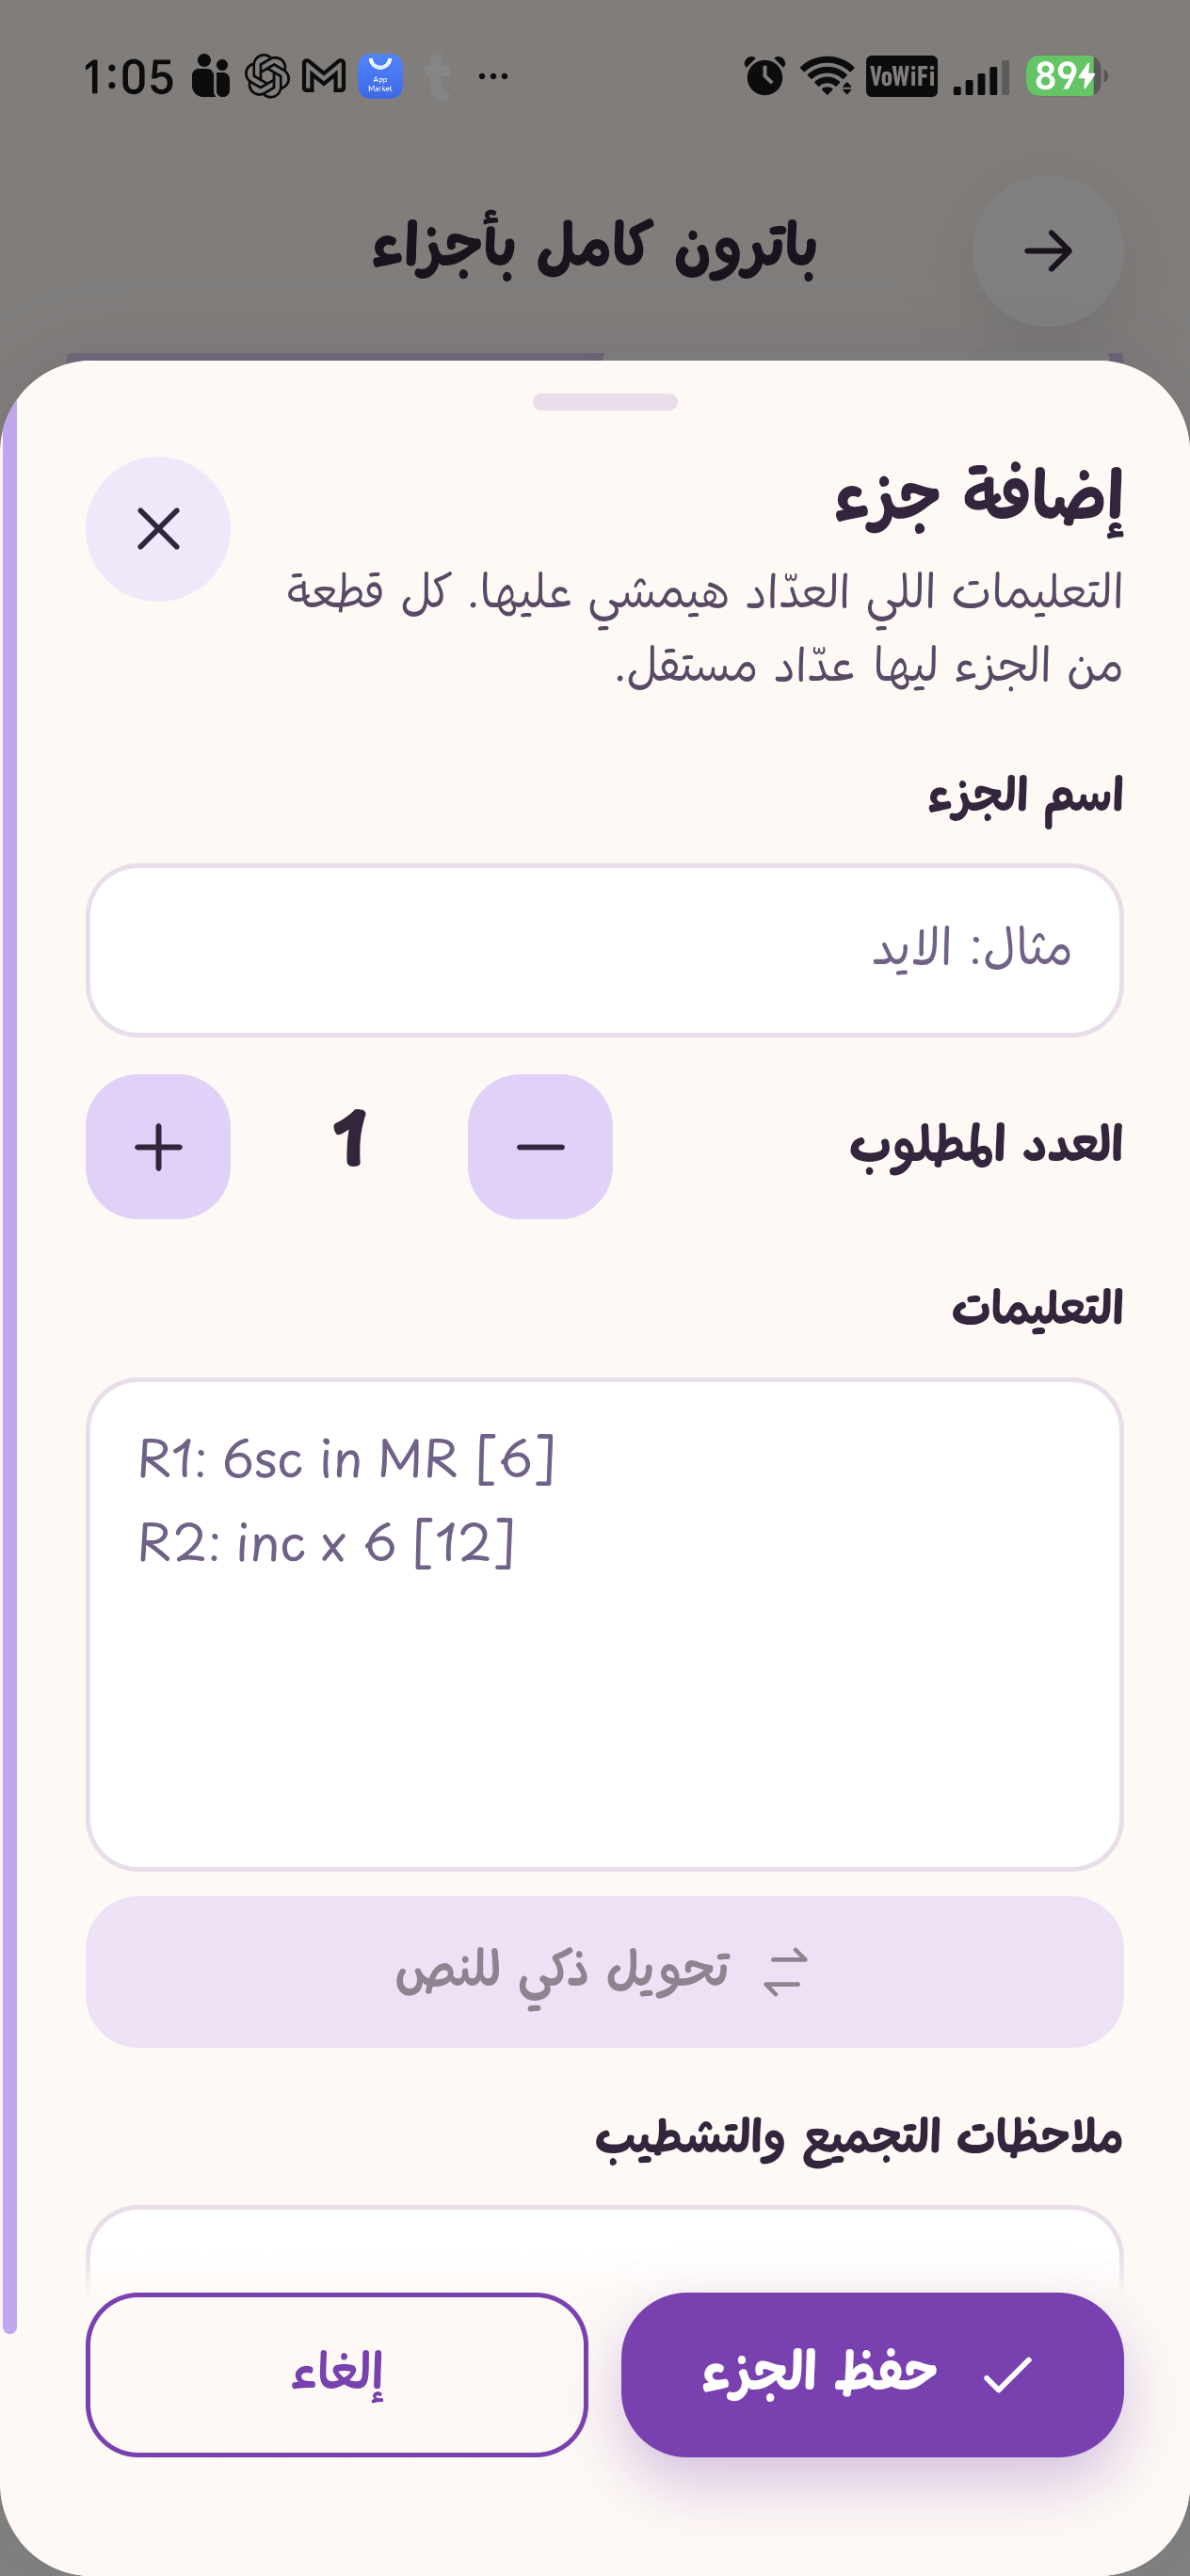 1:05
App
Market
VoWiFi
89
باترون كامل بأجزاء
إضافة جزء
التعليمات اللي العدّاد هيمشي عليها. كل قطعة
من الجزء ليها عدّاد مستقل.
اسم الجزء
مثال: الايد
العدد المطلوب
1
التعليمات
R1: 6sc in MR [6]
R2: inc x 6 [12]
تحويل ذكي للنص
ملاحظات التجميع والتشطيب
حفظ الجزء
إلغاء